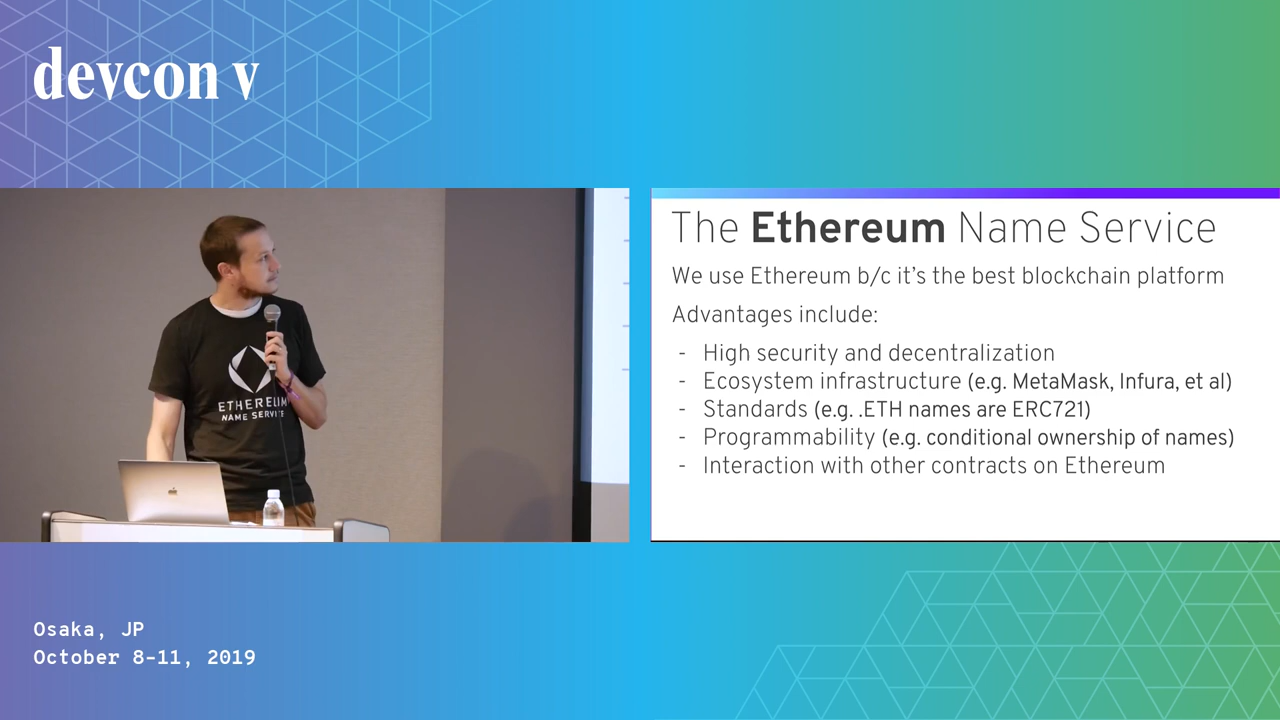 devcon v
ETHEREUM
NAME SERVICE
The Ethereum Name Service
We use Ethereum b/c it's the best blockchain platform
Advantages include:
- High security and decentralization
- Ecosystem infrastructure (e.g. MetaMask, Infura, et al)
- Standards (e.g. .ETH names are ERC721)
- Programmability (e.g. conditional ownership of names)
- Interaction with other contracts on Ethereum
Osaka, JP
October 8-11, 2019